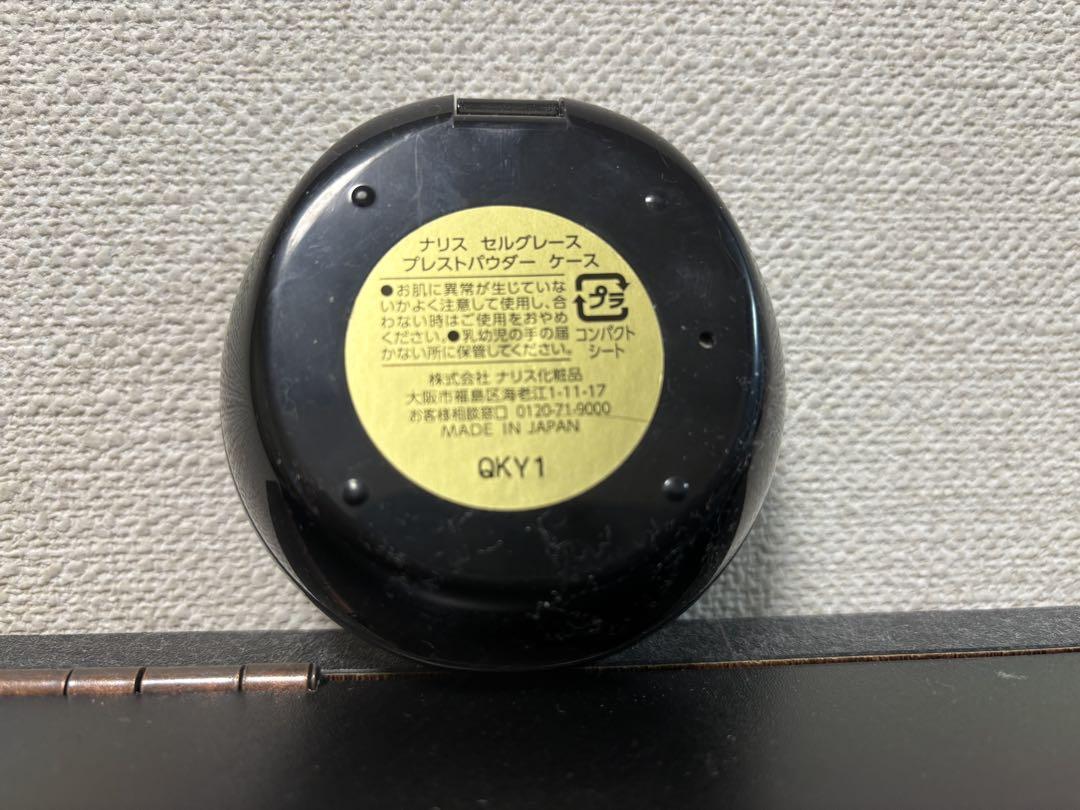 ナリス セルグレース
プレストパウダー ケース
●お肌に異常が生じていな
いかよく注意して使用し、合
わない時はご使用をおやめ
ください。●乳幼児の手の届
かない所に保管してください。
プラ
コンパクト
シート
株式会社 ナリス化粧品
大阪市福島区海老江1-11-17
お客様相談窓口 0120-71-9000
MADE IN JAPAN
QKY1